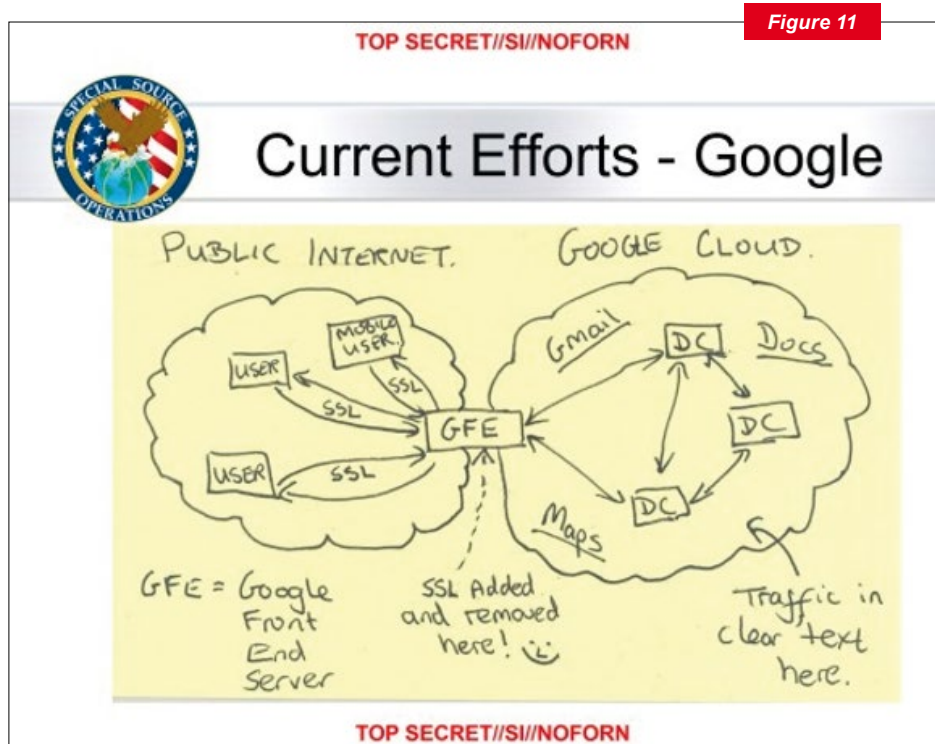 Figure 11
TOP SECRET//SI//NOFORN
SPECIAL SOURCE
OPERATIONS
Current Efforts - Google
PUBLIC INTERNET.
GOOGLE CLOUD.
MOBILE
USER.
USER
SSL
SSL
USER
SSL
GFE
Gmail
DC
Docs
DC
DC
Maps
GFE = Google
Front
End
Server
SSL Added
and removed
here!
Traffic in
clear text
here.
TOP SECRET//SI//NOFORN